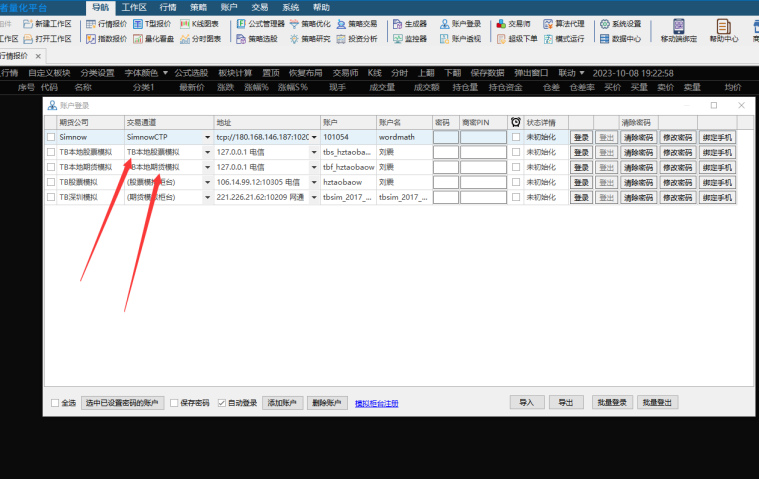 者量化平台 导航 工作区 行情 策略 账户 交易 系统 帮助
组件 新建工作区 行情报价 T型报价 K线图表 公式管理器 策略优化 策略交易 生成器 账户登录 交易师 算法代理 系统设置
工作区 打开工作区 指数报价 量化看盘 分时图表 策略选股 策略研究 投资分析 监控器 账户透视 超级下单 模式运行 数据中心 移动端绑定 帮助中心 商
行情报价 ×
行情 自定义板块 分类设置 字体颜色 公式选股 板块计算 置顶 恢复布局 交易师 K线 分时 上翻 下翻 保存数据 弹出窗口 联动 2023-10-08 19:22:58
序号 代码 名称 分类1 最新价 涨跌 涨幅% 涨幅S% 现手 成交量 成交额 持仓量 持仓资金 仓差 仓差率 买价 买量 卖价 卖量 均价
账户登录
期货公司 交易通道 地址 账户 账户名 密码 商密PIN 状态详情 清除密码
Simnow SimnowCTP tcp://180.168.146.187:1020 101054 wordmath 未初始化 登录 登出 清除密码 修改密码 绑定手机
TB本地股票模拟 TB本地股票模拟 127.0.0.1 电信 tbs_hztaoba... 未初始化 登录 登出 清除密码 修改密码 绑定手机
TB本地期货模拟 TB本地期货模拟 127.0.0.1 电信 tbf_hztaobaow 未初始化 登录 登出 清除密码 修改密码 绑定手机
TB股票模拟 (股票模拟柜台) 106.14.99.12:10305 电信 hztaobaow 未初始化 登录 登出 清除密码 修改密码 绑定手机
TB深圳模拟 (期货模拟柜台) 221.226.21.62:10209 网通 tbsim_2017_... tbsim_2017_... 未初始化 登录 登出 清除密码 修改密码 绑定手机
全选 选中已设置密码的账户 保存密码 自动登录 添加账户 删除账户 模拟柜台注册 导入 导出 批量登录 批量登出